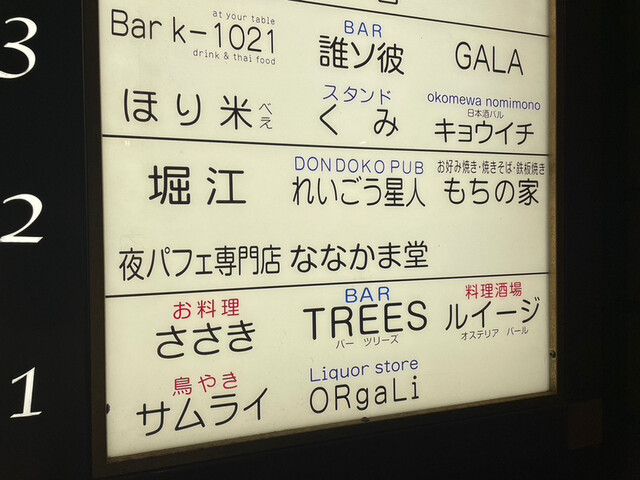 3
at your table
Bar k-1021
drink & thai food
BAR
誰ソ彼
GALA
ほり米べえ
スタンド
くみ
okomewa nomimono
日本酒バル
キョウイチ
2
堀江
DONDOKO PUB
れいごう星人
お好み焼き・焼きそば・鉄板焼き
もちの家
夜パフェ専門店 ななかま堂
1
お料理
ささき
BAR
TREES
バー ツリーズ
料理酒場
ルイージ
オステリア バール
鳥やき
サムライ
Liquor store
ORgaLi